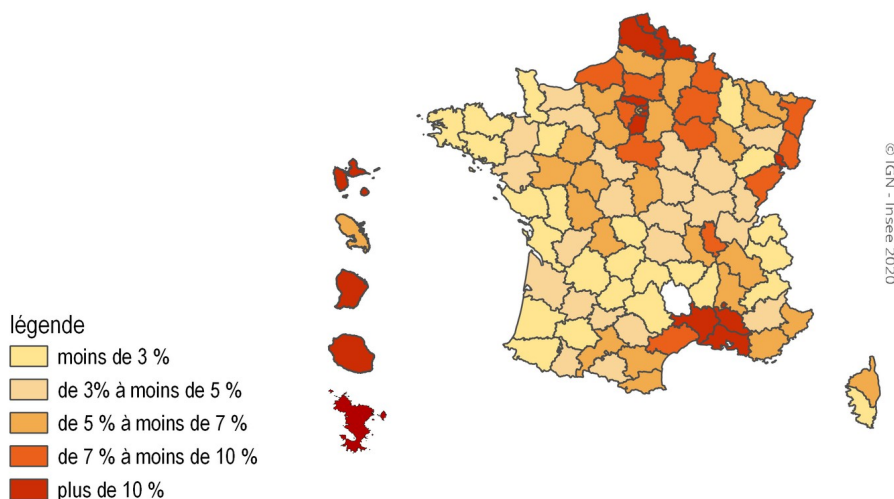 légende
moins de 3 %
de 3% à moins de 5 %
de 5 % à moins de 7 %
de 7 % à moins de 10 %
plus de 10 %
© IGN - Insee 2020